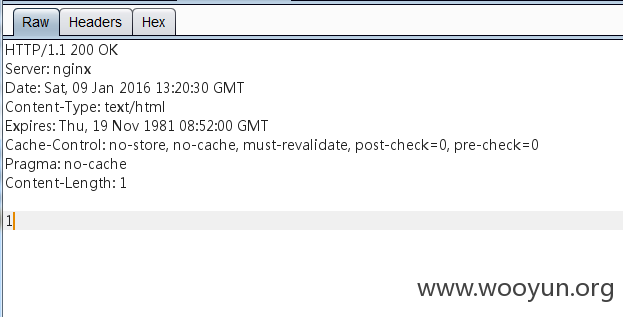 Raw Headers Hex
HTTP/1.1 200 OK
Server: nginx
Date: Sat, 09 Jan 2016 13:20:30 GMT
Content-Type: text/html
Expires: Thu, 19 Nov 1981 08:52:00 GMT
Cache-Control: no-store, no-cache, must-revalidate, post-check=0, pre-check=0
Pragma: no-cache
Content-Length: 1
1
www.wooyun.org